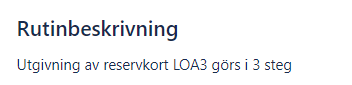 Rutinbeskrivning
Utgivning av reservkort LOA3 görs i 3 steg